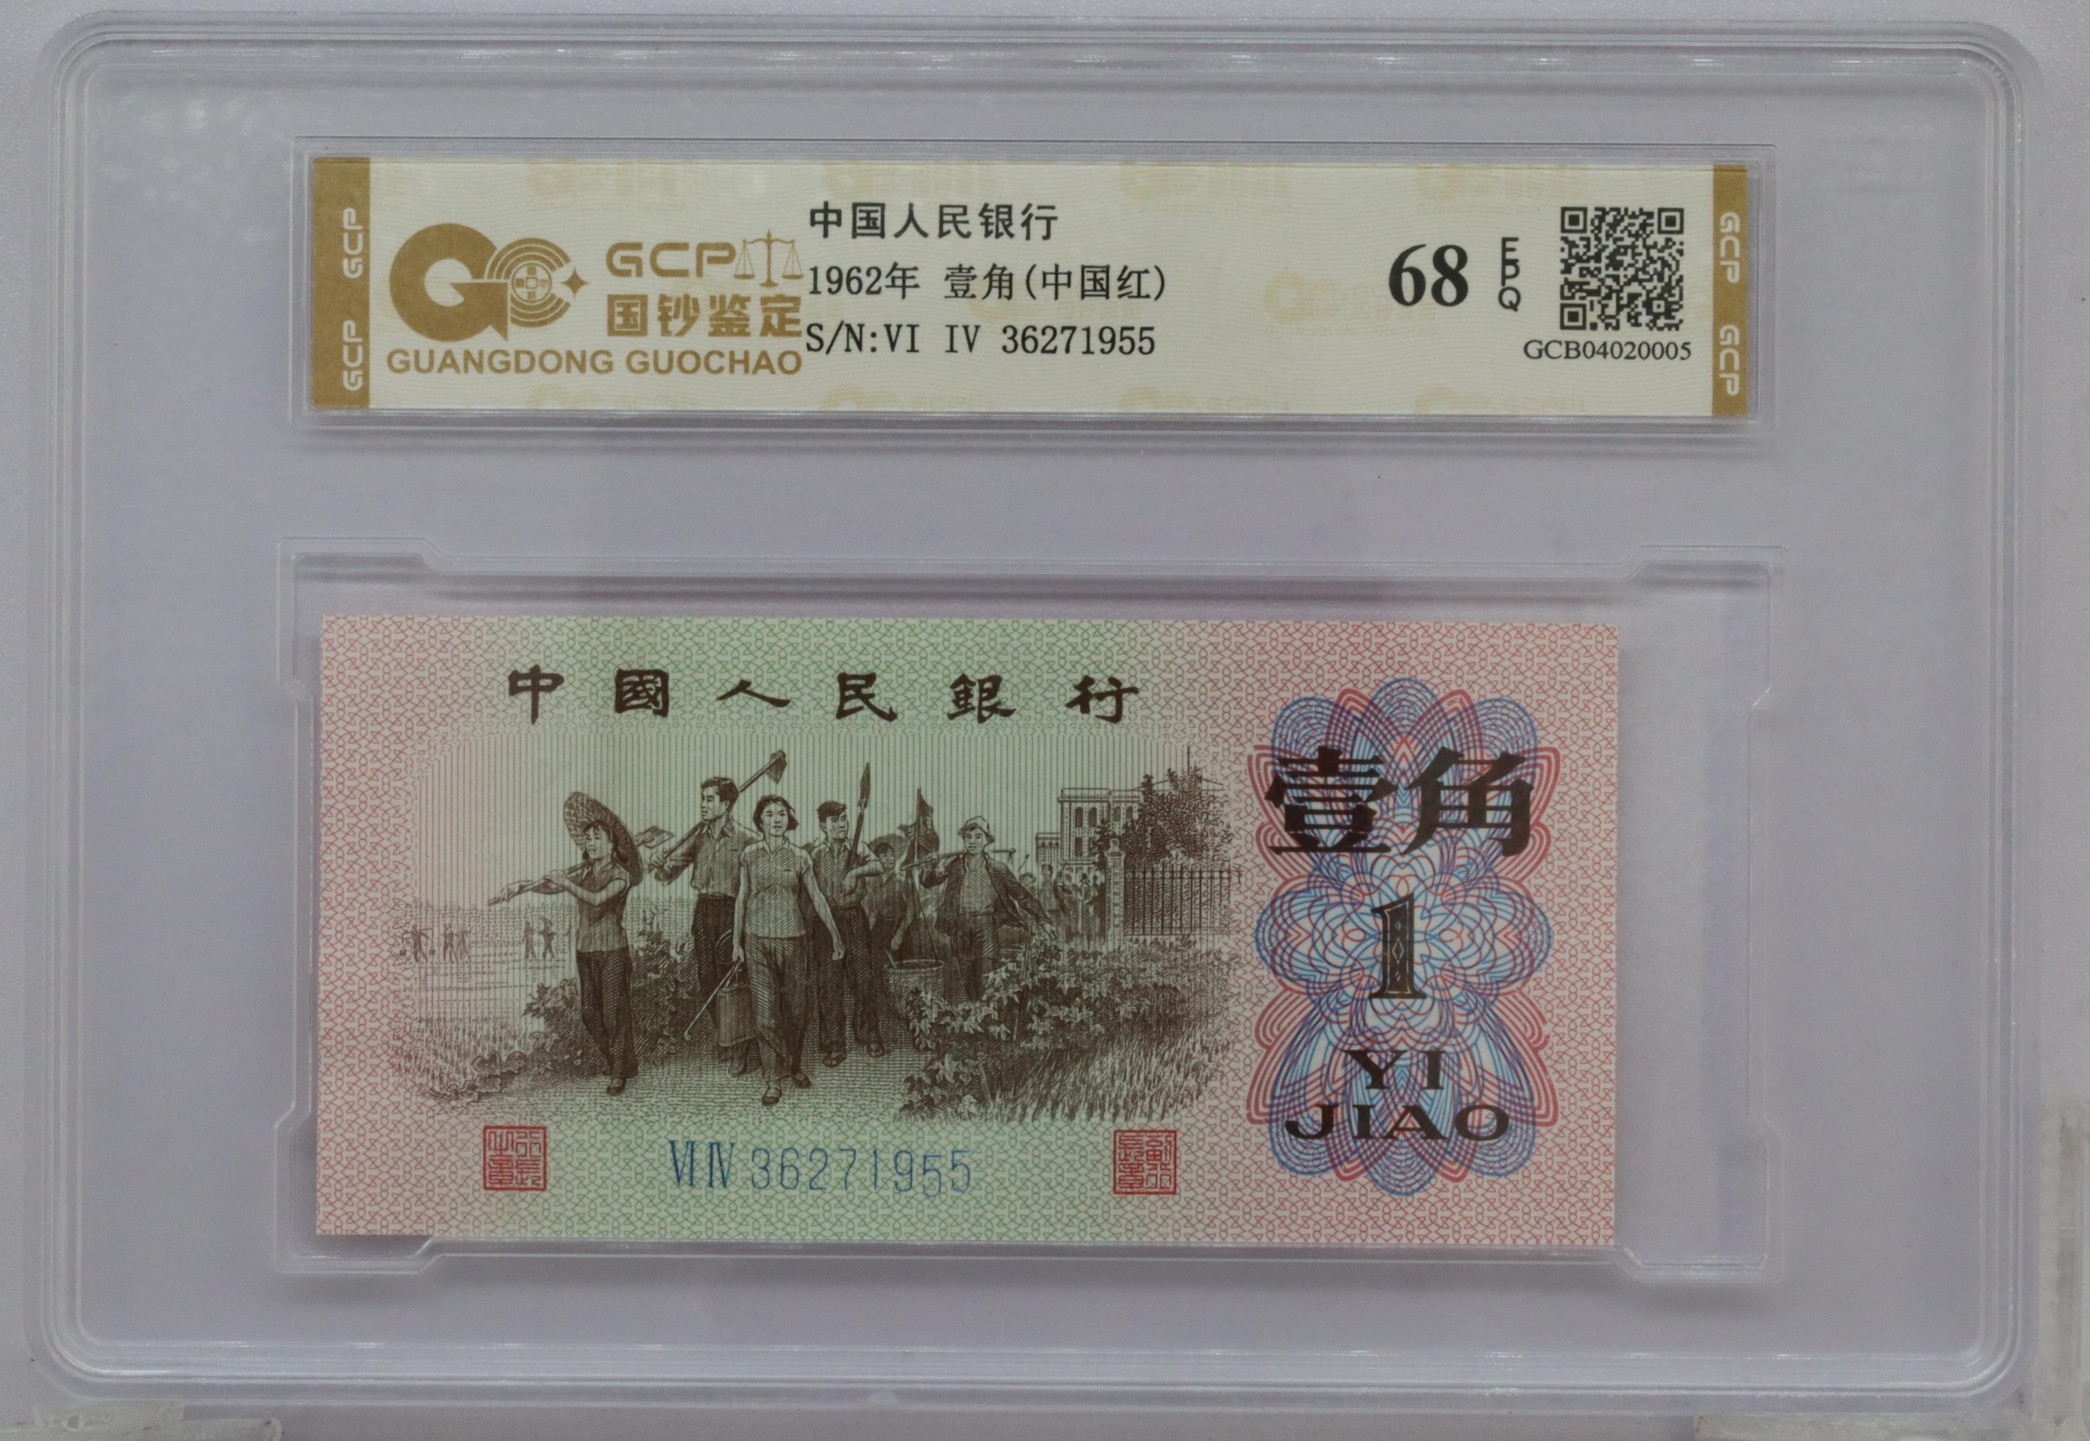 GCP
GCP
GCP
国钞鉴定
GUANGDONG GUOCHAO
中国人民银行
1962年 壹角(中国红)
S/N:VI IV 36271955
68
EPQ
GCB04020005
GCP
GCP
中國人民銀行
壹角
1
YI
JIAO
VI IV 36271955